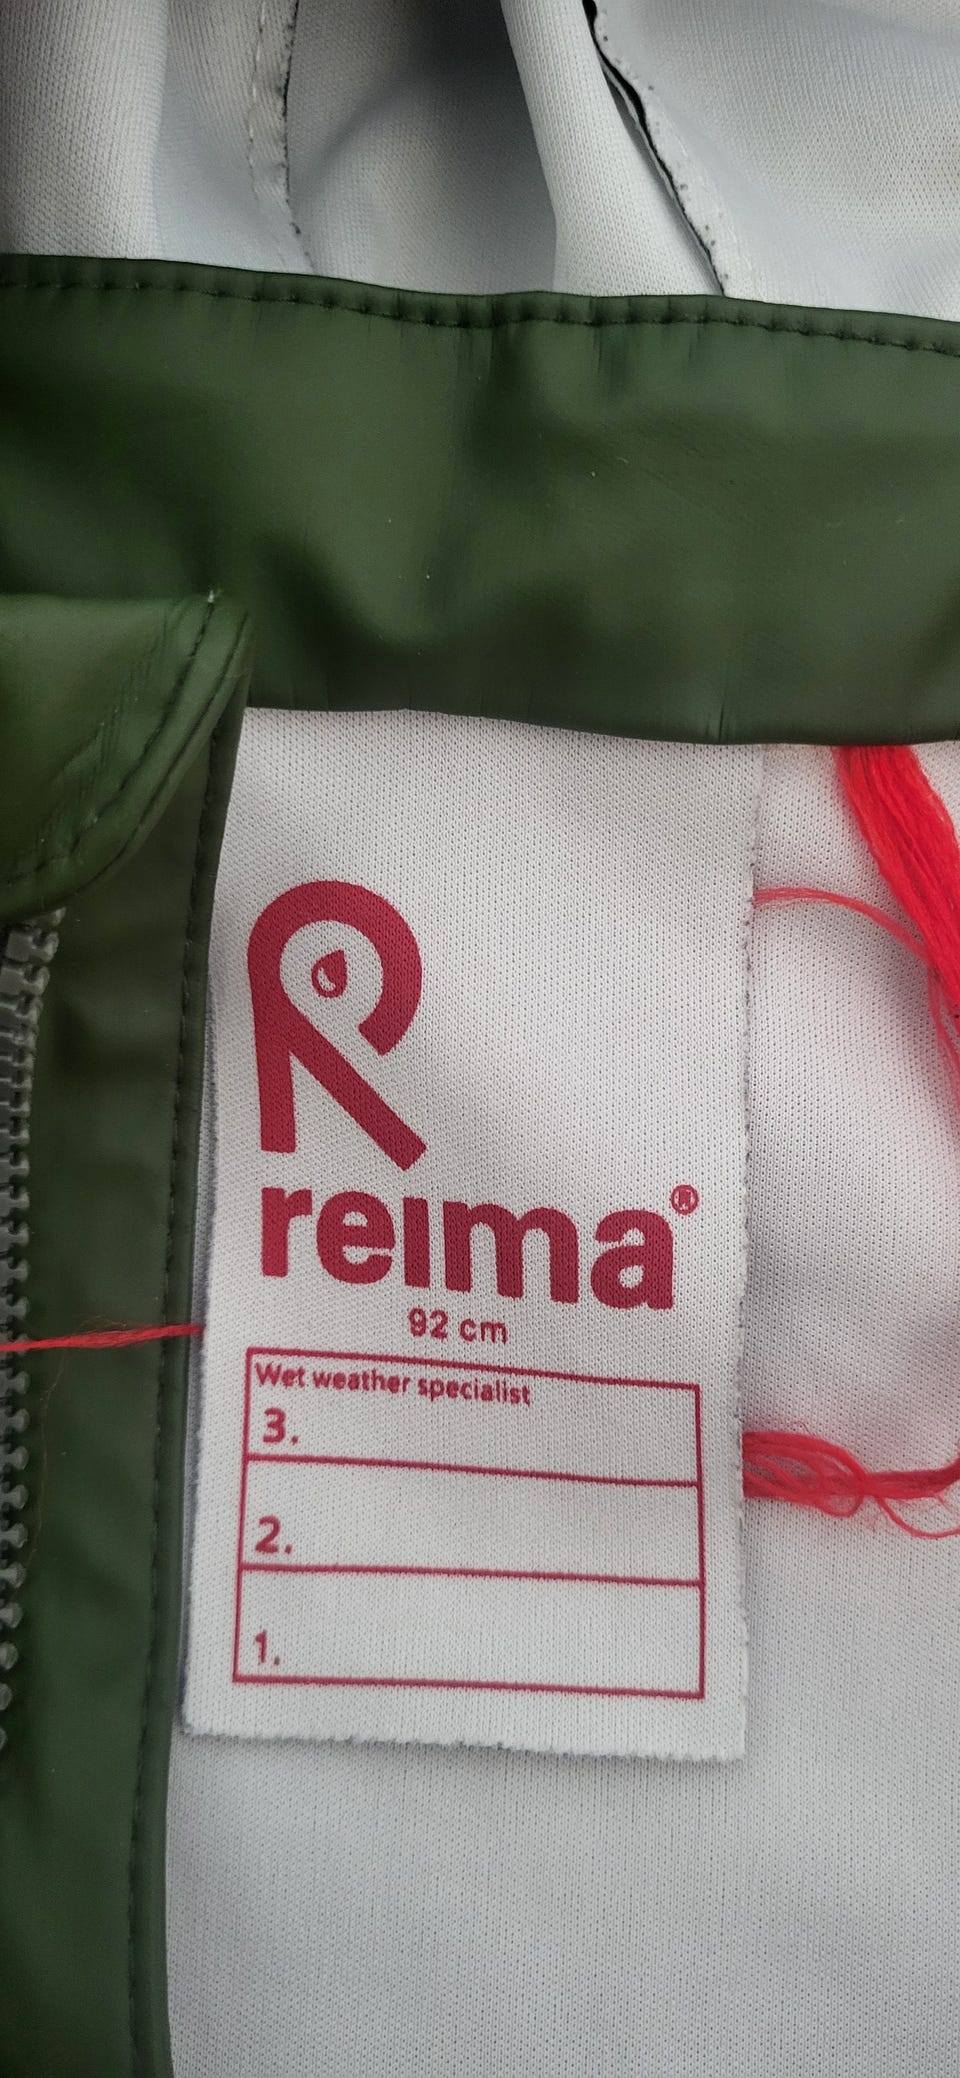 reima®
92 cm
Wet weather specialist
3.
2.
1.